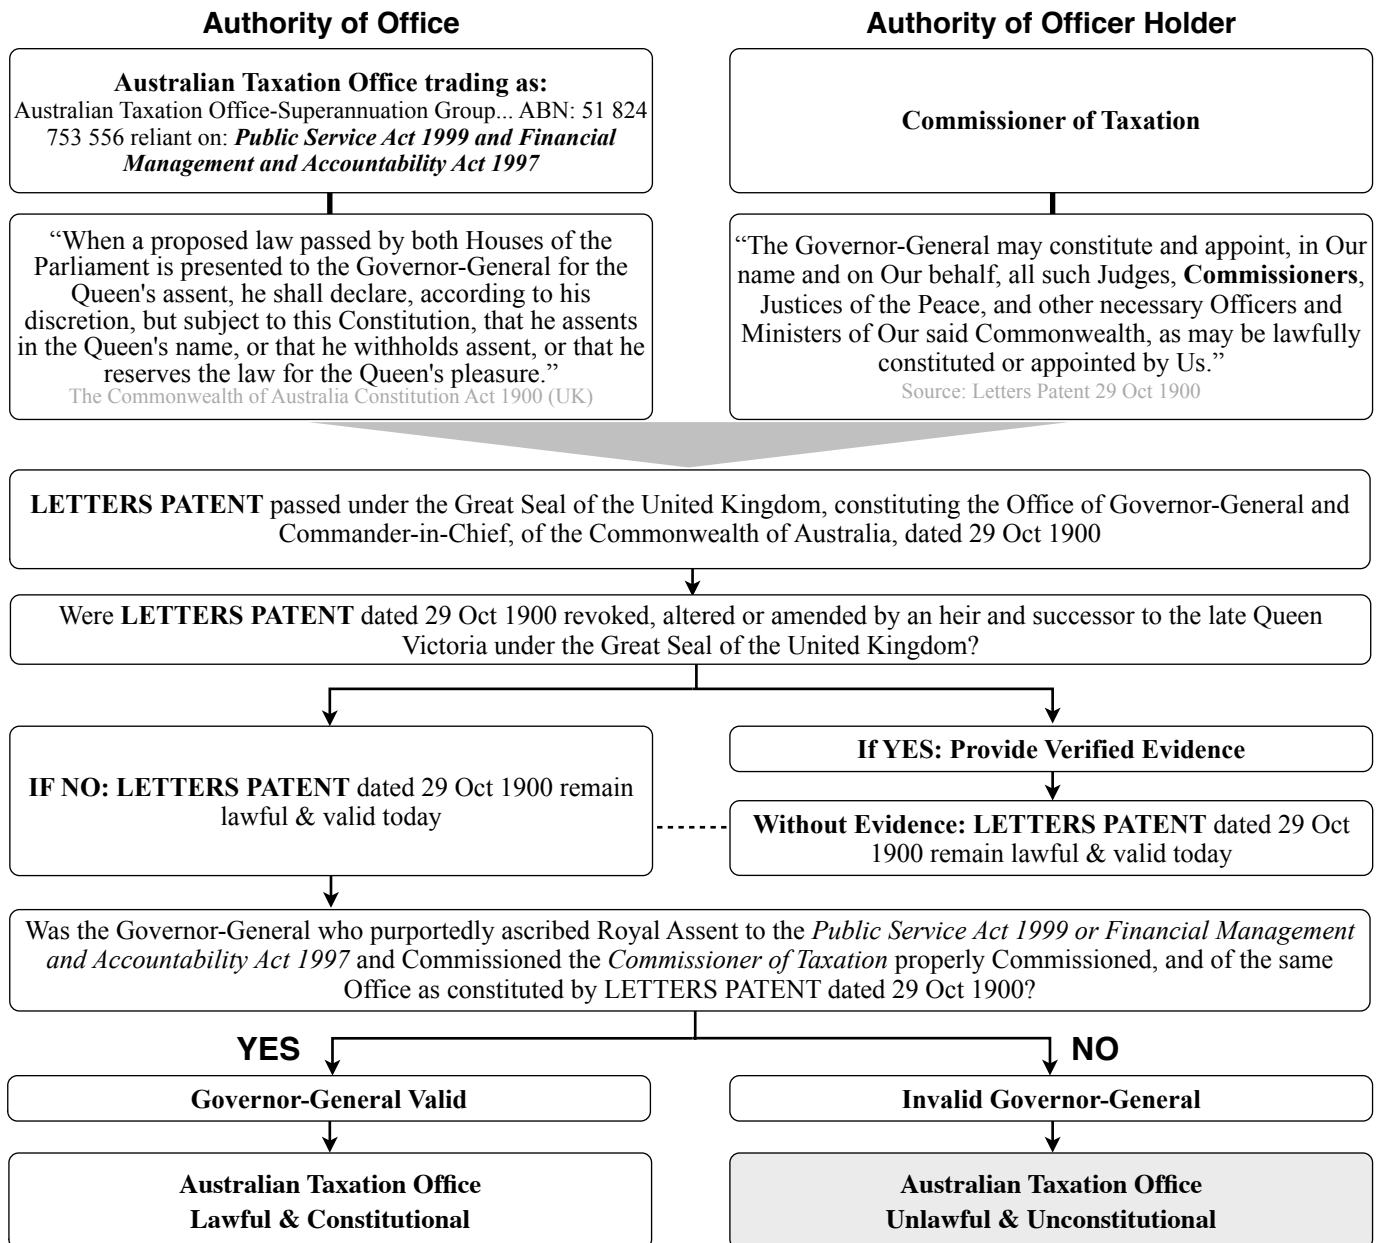 Authority of Office
Australian Taxation Office trading as:
Australian Taxation Office-Superannuation Group... ABN: 51 824
753 556 reliant on: Public Service Act 1999 and Financial
Management and Accountability Act 1997
“When a proposed law passed by both Houses of the
Parliament is presented to the Governor-General for the
Queen's assent, he shall declare, according to his
discretion, but subject to this Constitution, that he assents
in the Queen's name, or that he withholds assent, or that he
reserves the law for the Queen's pleasure.”
The Commonwealth of Australia Constitution Act 1900 (UK)
Authority of Officer Holder
Commissioner of Taxation
“The Governor-General may constitute and appoint, in Our
name and on Our behalf, all such Judges, Commissioners,
Justices of the Peace, and other necessary Officers and
Ministers of Our said Commonwealth, as may be lawfully
constituted or appointed by Us.”
Source: Letters Patent 29 Oct 1900
LETTERS PATENT passed under the Great Seal of the United Kingdom, constituting the Office of Governor-General and
Commander-in-Chief, of the Commonwealth of Australia, dated 29 Oct 1900
Were LETTERS PATENT dated 29 Oct 1900 revoked, altered or amended by an heir and successor to the late Queen
Victoria under the Great Seal of the United Kingdom?
IF NO: LETTERS PATENT dated 29 Oct 1900 remain
lawful & valid today
If YES: Provide Verified Evidence
Without Evidence: LETTERS PATENT dated 29 Oct
1900 remain lawful & valid today
Was the Governor-General who purportedly ascribed Royal Assent to the Public Service Act 1999 or Financial Management
and Accountability Act 1997 and Commissioned the Commissioner of Taxation properly Commissioned, and of the same
Office as constituted by LETTERS PATENT dated 29 Oct 1900?
YES
Governor-General Valid
Australian Taxation Office
Lawful & Constitutional
NO
Invalid Governor-General
Australian Taxation Office
Unlawful & Unconstitutional